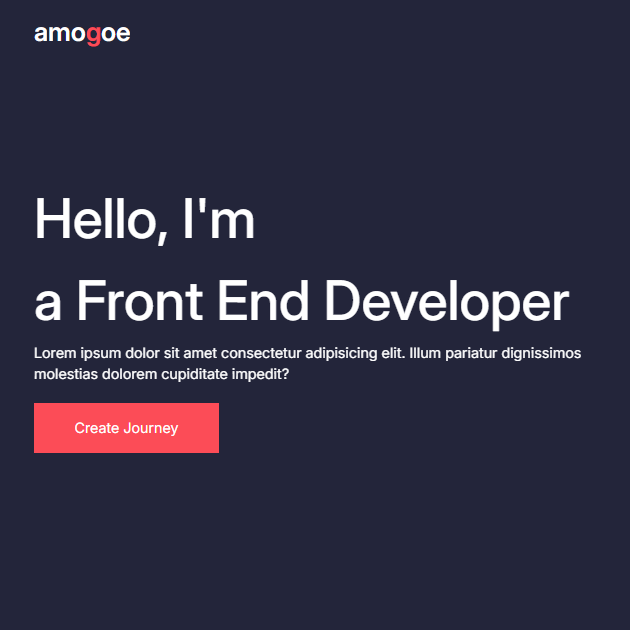 amogoe
Hello, I'm
a Front End Developer
Lorem ipsum dolor sit amet consectetur adipisicing elit. Illum pariatur dignissimos
molestias dolorem cupiditate impedit?
Create Journey